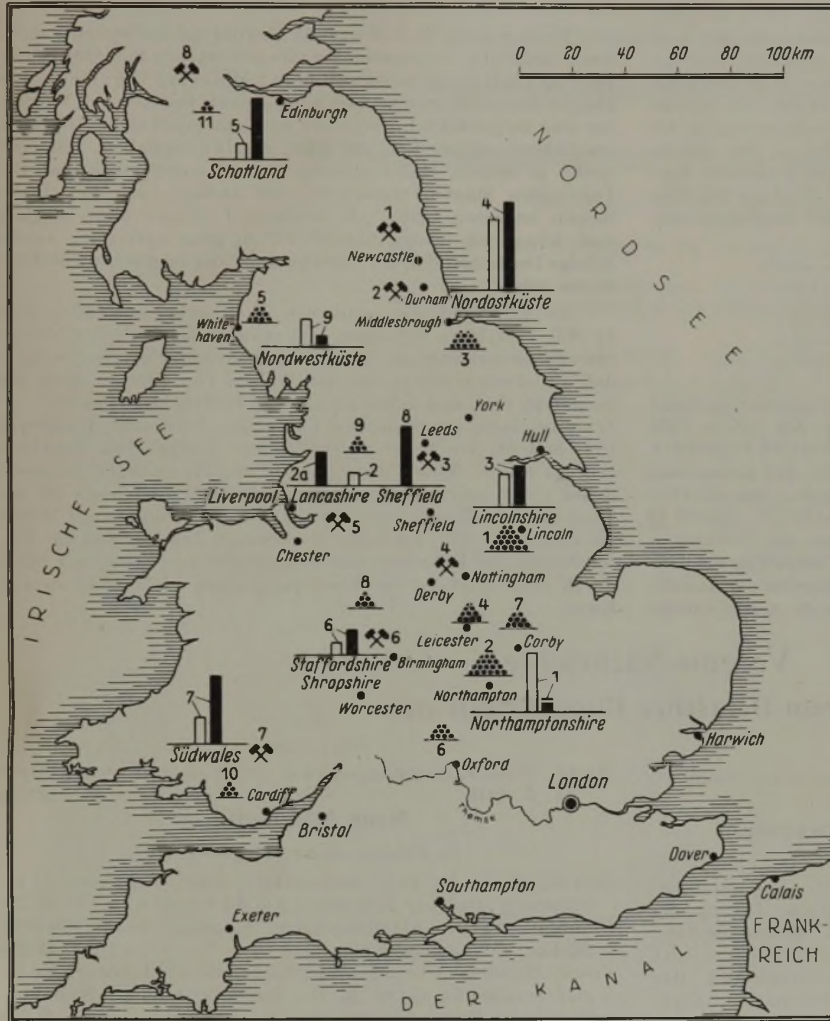 0 20 40 60 80 100 km
8
11
Edinburgh
5
Schottland
NORDSEE
1
Newcastle
4
2
Durham
Nordostküste
5
White-
haven
9
Nordwestküste
Middlesbrough
3
York
9
8
Leeds
Hull
2a
2
3
3
Liverpool
Lancashire
Sheffield
Lincolnshire
5
Sheffield
1
Lincoln
Chester
4
Nottingham
Derby
IRISCHE SEE
8
4
7
6
6
Leicester
Corby
Staffordshire
Shropshire
Birmingham
2
1
Worcester
Northampton
Northamptonshire
7
Südwales
7
6
Harwich
10
Cardiff
Oxford
London
Themse
Bristol
Dover
Southampton
Calais
Exeter
FRANK-
REICH
DER KANAL
Vi